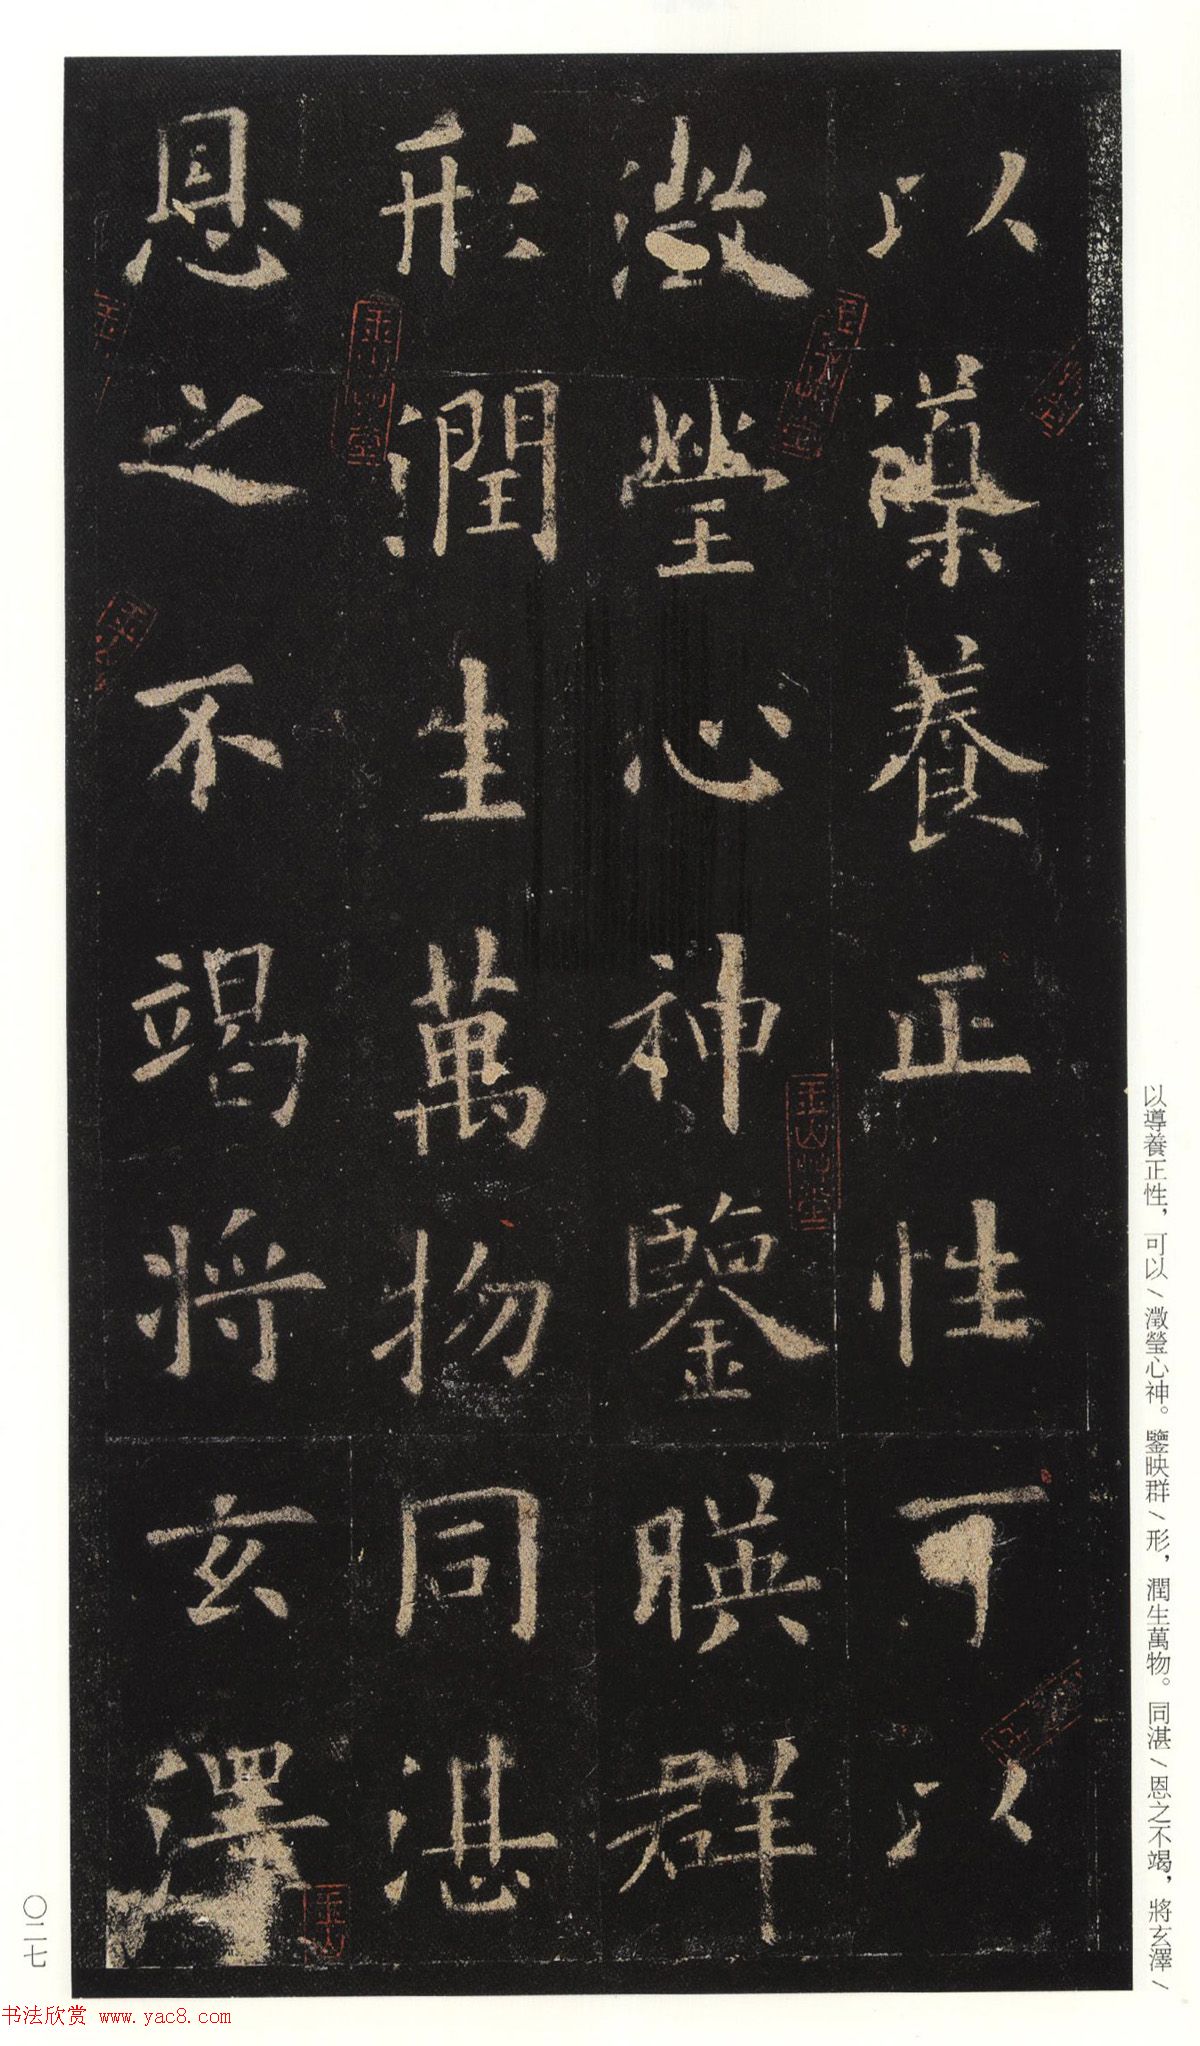 以導養正性可以
澂瑩心神鑒暎群
形潤生萬物同湛
恩之不竭將玄澤
以導養正性，可以／澂瑩心神。鑒映群／形，潤生萬物。同湛／恩之不竭，將玄澤／
〇二七
书法欣赏 www.yac8.com